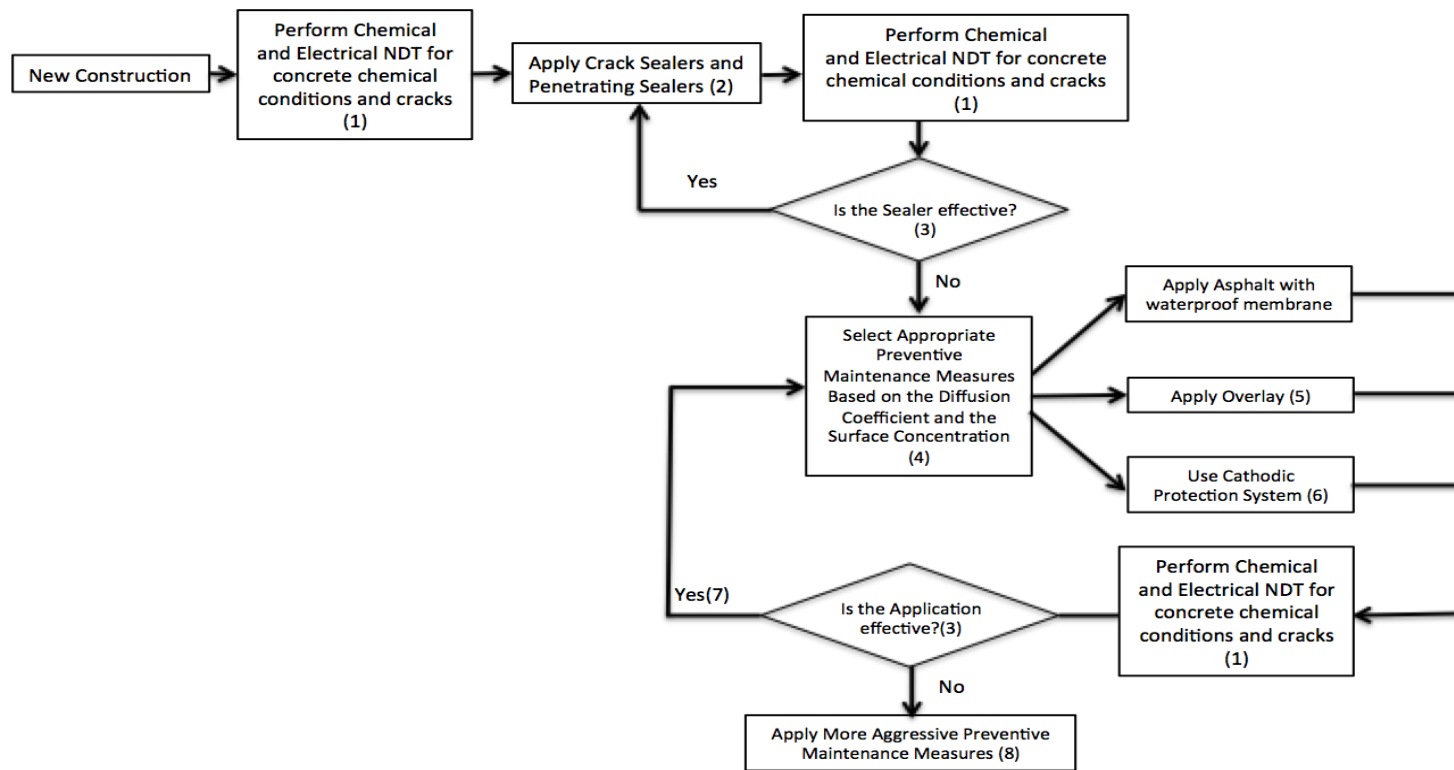 New Construction
Perform Chemical
and Electrical NDT for
concrete chemical
conditions and cracks
(1)
Apply Crack Sealers and
Penetrating Sealers (2)
Perform Chemical
and Electrical NDT for concrete
chemical conditions and cracks
(1)
Yes
Is the Sealer effective?
(3)
No
Select Appropriate
Preventive
Maintenance Measures
Based on the Diffusion
Coefficient and the
Surface Concentration
(4)
Apply Asphalt with
waterproof membrane
Apply Overlay (5)
Use Cathodic
Protection System (6)
Perform Chemical
and Electrical NDT for
concrete chemical
conditions and cracks
(1)
Yes(7)
Is the Application
effective?(3)
No
Apply More Aggressive Preventive
Maintenance Measures (8)